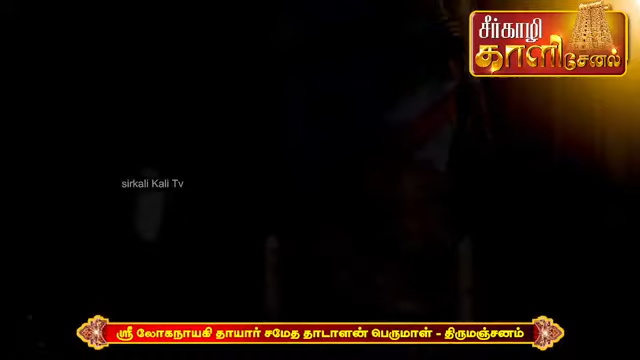 சீர்காழி
காளி சேனல்
sirkali Kali Tv
ஸ்ரீ லோகநாயகி தாயார் சமேத தாடாளன் பெருமாள் - திருமஞ்சனம்